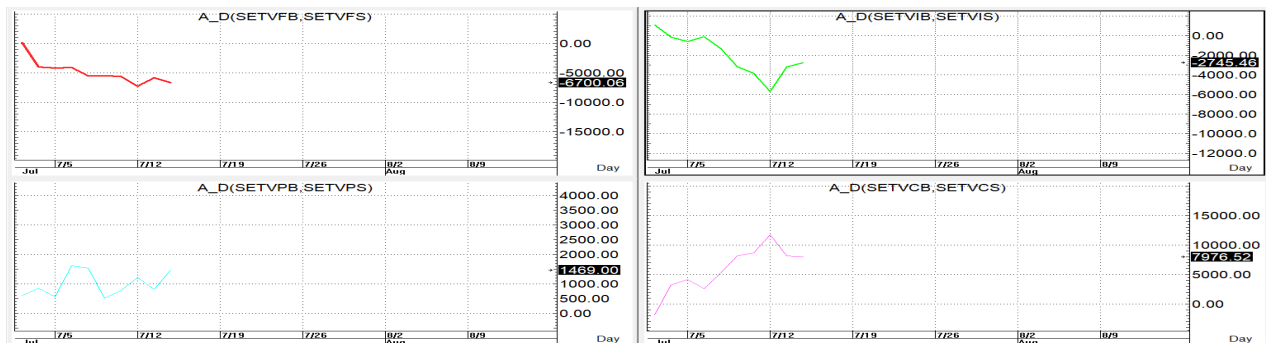 A_D(SETVFB,SETVFS)
0.00
-5000.00
-6700.06
-10000.0
-15000.0
7/5 7/12 7/19 7/26 8/2 8/9
Jul Aug Day
A_D(SETVIB,SETVIS)
0.00
-2000.00
-2745.46
-4000.00
-6000.00
-8000.00
-10000.0
-12000.0
7/5 7/12 7/19 7/26 8/2 8/9
Jul Aug Day
A_D(SETVPB,SETVPS)
4000.00
3500.00
3000.00
2500.00
2000.00
1469.00
1000.00
500.00
0.00
7/5 7/12 7/19 7/26 8/2 8/9
Jul Aug Day
A_D(SETVCB,SETVCS)
15000.00
10000.00
7976.52
5000.00
0.00
7/5 7/12 7/19 7/26 8/2 8/9
Jul Aug Day